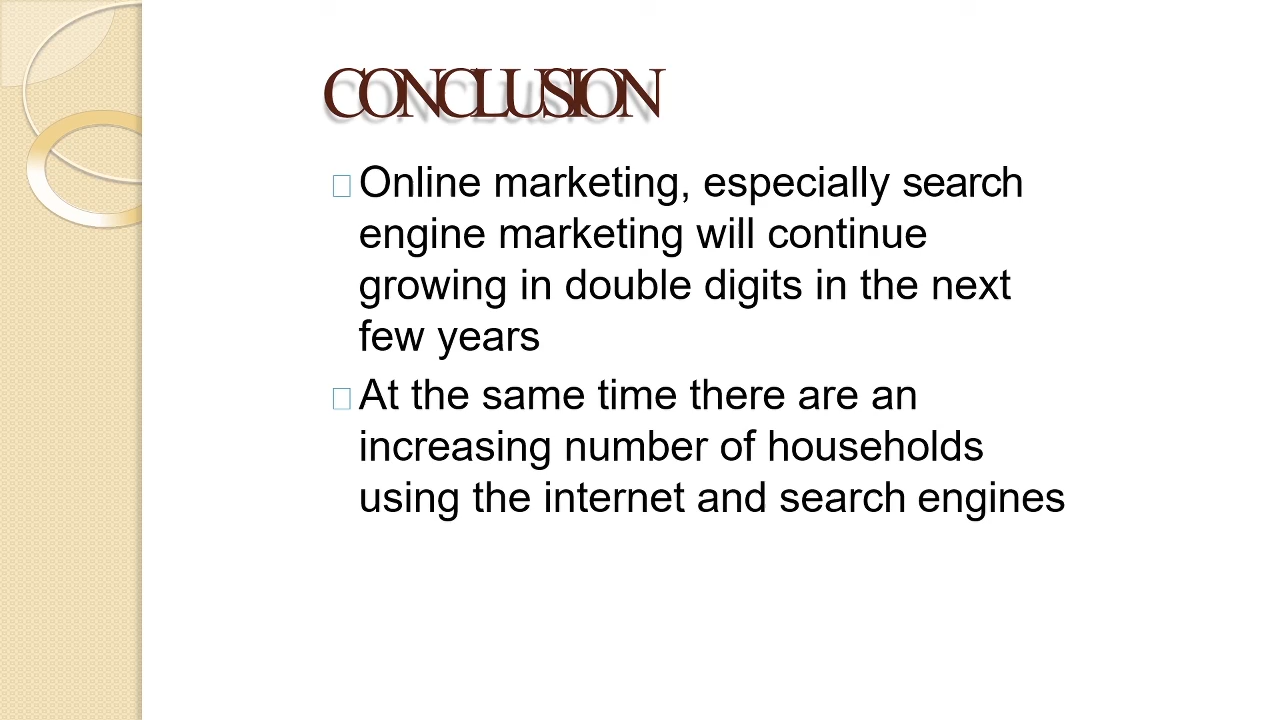 CONCLUSION
Online marketing, especially search
engine marketing will continue
growing in double digits in the next
few years
At the same time there are an
increasing number of households
using the internet and search engines